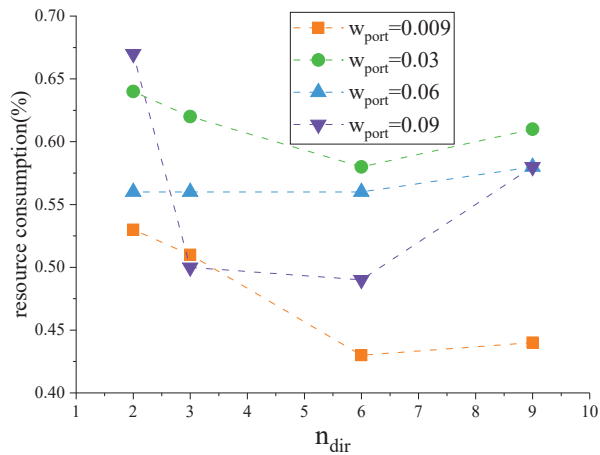 0.70
0.65
0.60
0.55
0.50
0.45
0.40
resource consumption(%)
w_port=0.009
w_port=0.03
w_port=0.06
w_port=0.09
1 2 3 4 5 6 7 8 9 10
n_dir